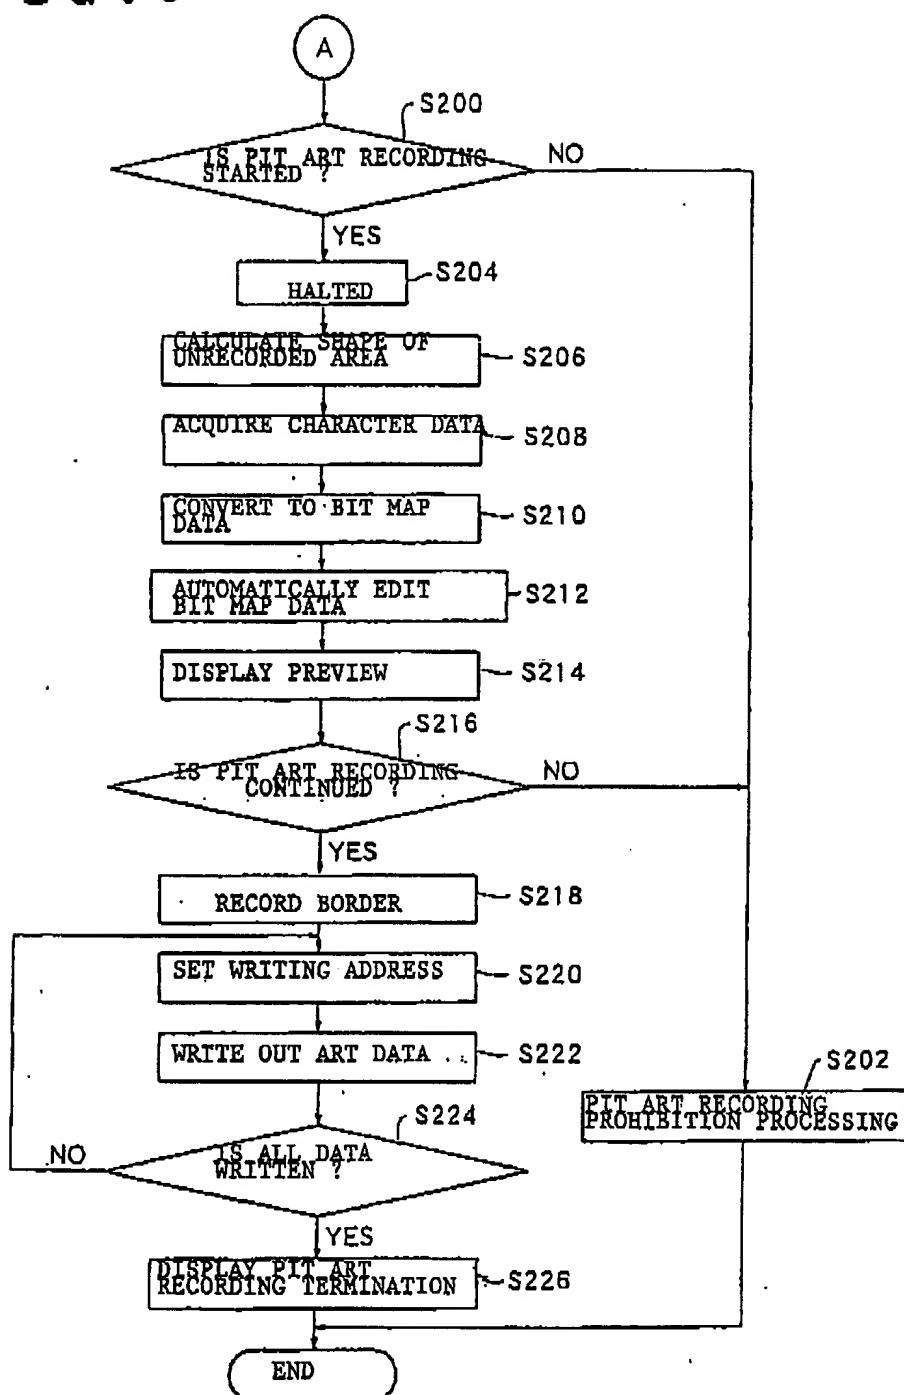 A
S200
IS PIT ART RECORDING
STARTED ?
NO
YES
HALTED
S204
CALCULATE SHAPE OF
UNRECORDED AREA
S206
ACQUIRE CHARACTER DATA
S208
CONVERT TO BIT MAP
DATA
S210
AUTOMATICALLY EDIT
BIT MAP DATA
S212
DISPLAY PREVIEW
S214
S216
IS PIT ART RECORDING
CONTINUED ?
NO
YES
RECORD BORDER
S218
SET WRITING ADDRESS
S220
WRITE OUT ART DATA
S222
S202
PIT ART RECORDING
PROHIBITION PROCESSING
S224
IS ALL DATA
WRITTEN ?
NO
YES
DISPLAY PIT ART
RECORDING TERMINATION
S226
END